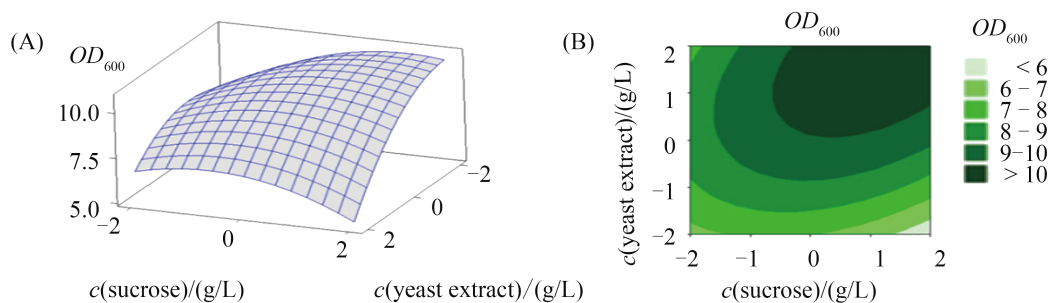 (A)
OD600
10.0
7.5
5.0
−2
0
2
c(sucrose)/(g/L)
2
0
−2
c(yeast extract)/(g/L)
(B)
OD600
c(yeast extract)/(g/L)
2
1
0
−1
−2
−2 −1 0 1 2
c(sucrose)/(g/L)
OD600
< 6
6 − 7
7 − 8
8 − 9
9−10
> 10